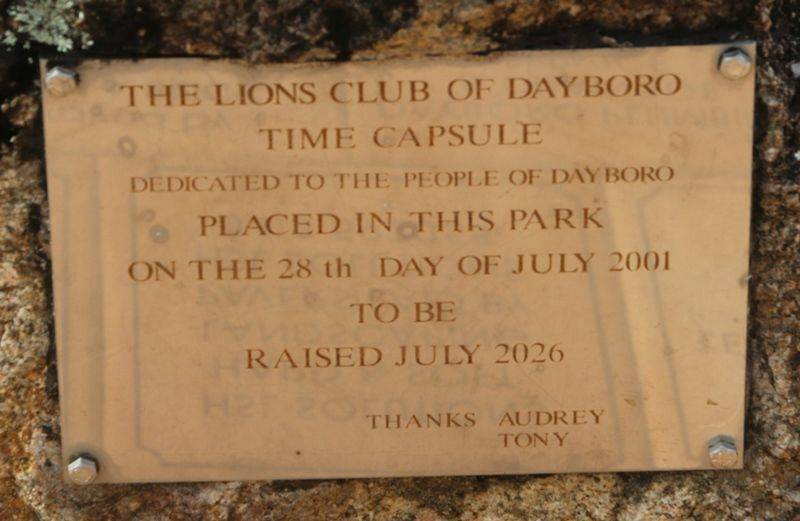 THE LIONS CLUB OF DAYBORO
TIME CAPSULE
DEDICATED TO THE PEOPLE OF DAYBORO
PLACED IN THIS PARK
ON THE 28 th DAY OF JULY 2001
TO BE
RAISED JULY 2026
THANKS AUDREY
TONY